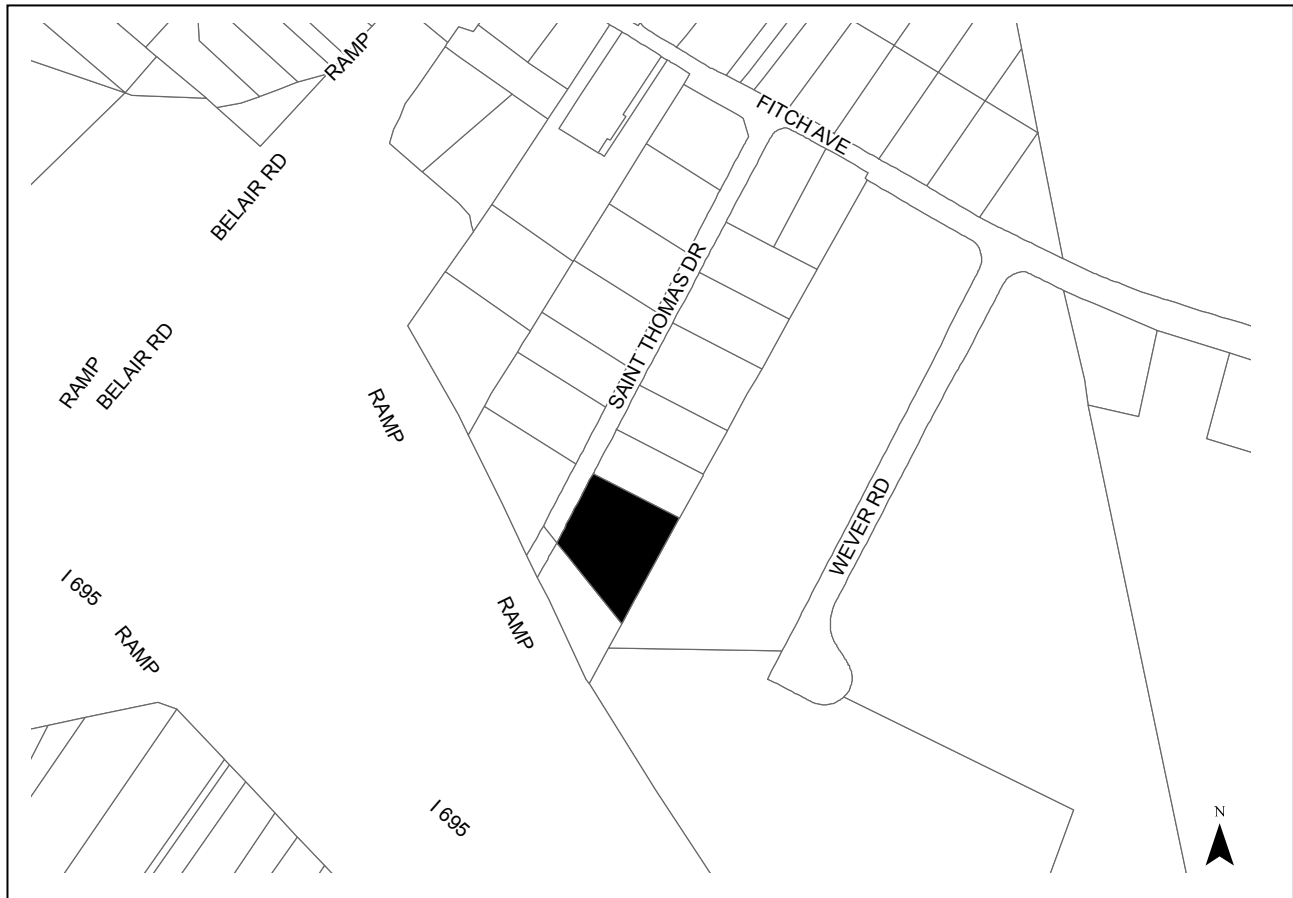 RAMP
FITCH AVE
BELAIR RD
SAINT THOMAS DR
BELAIR RD
RAMP
RAMP
WEVER RD
I 695
RAMP
RAMP
I 695
N